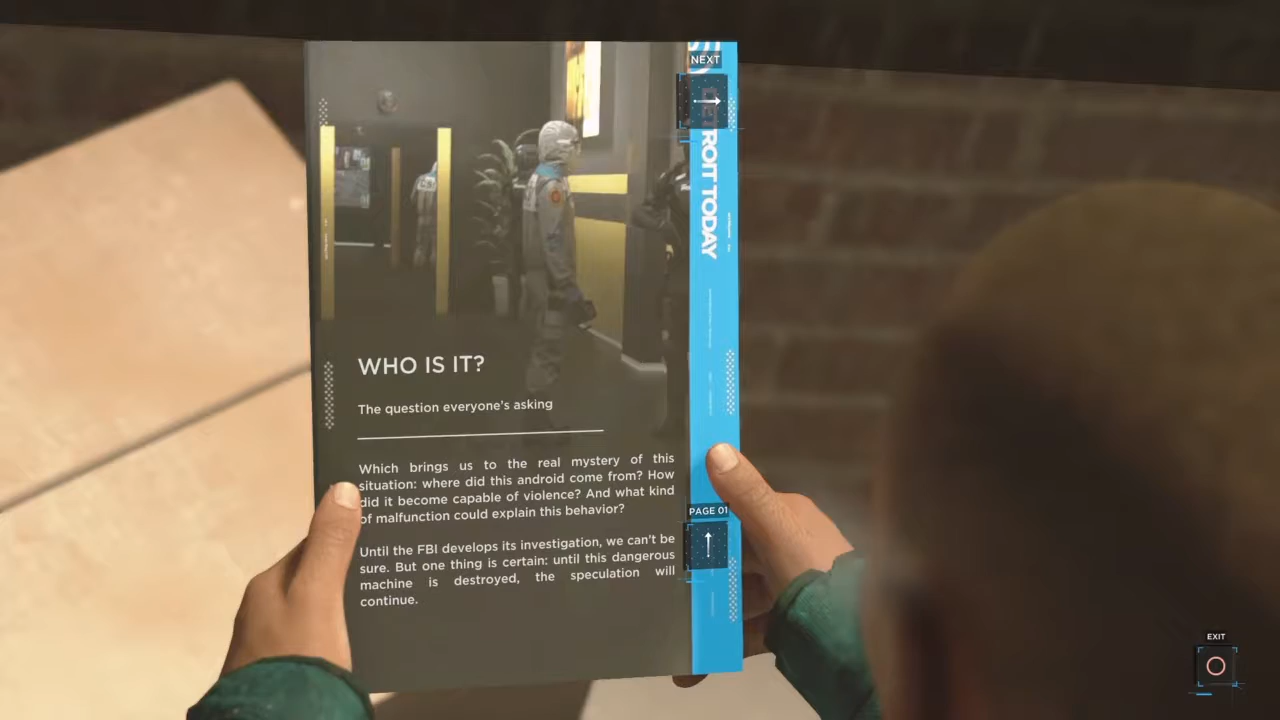 NEXT
DETROIT TODAY
WHO IS IT?
The question everyone's asking
Which brings us to the real mystery of this
situation: where did this android come from? How
did it become capable of violence? And what kind
of malfunction could explain this behavior?
Until the FBI develops its investigation, we can't be
sure. But one thing is certain: until this dangerous
machine is destroyed, the speculation will
continue.
PAGE 01
EXIT